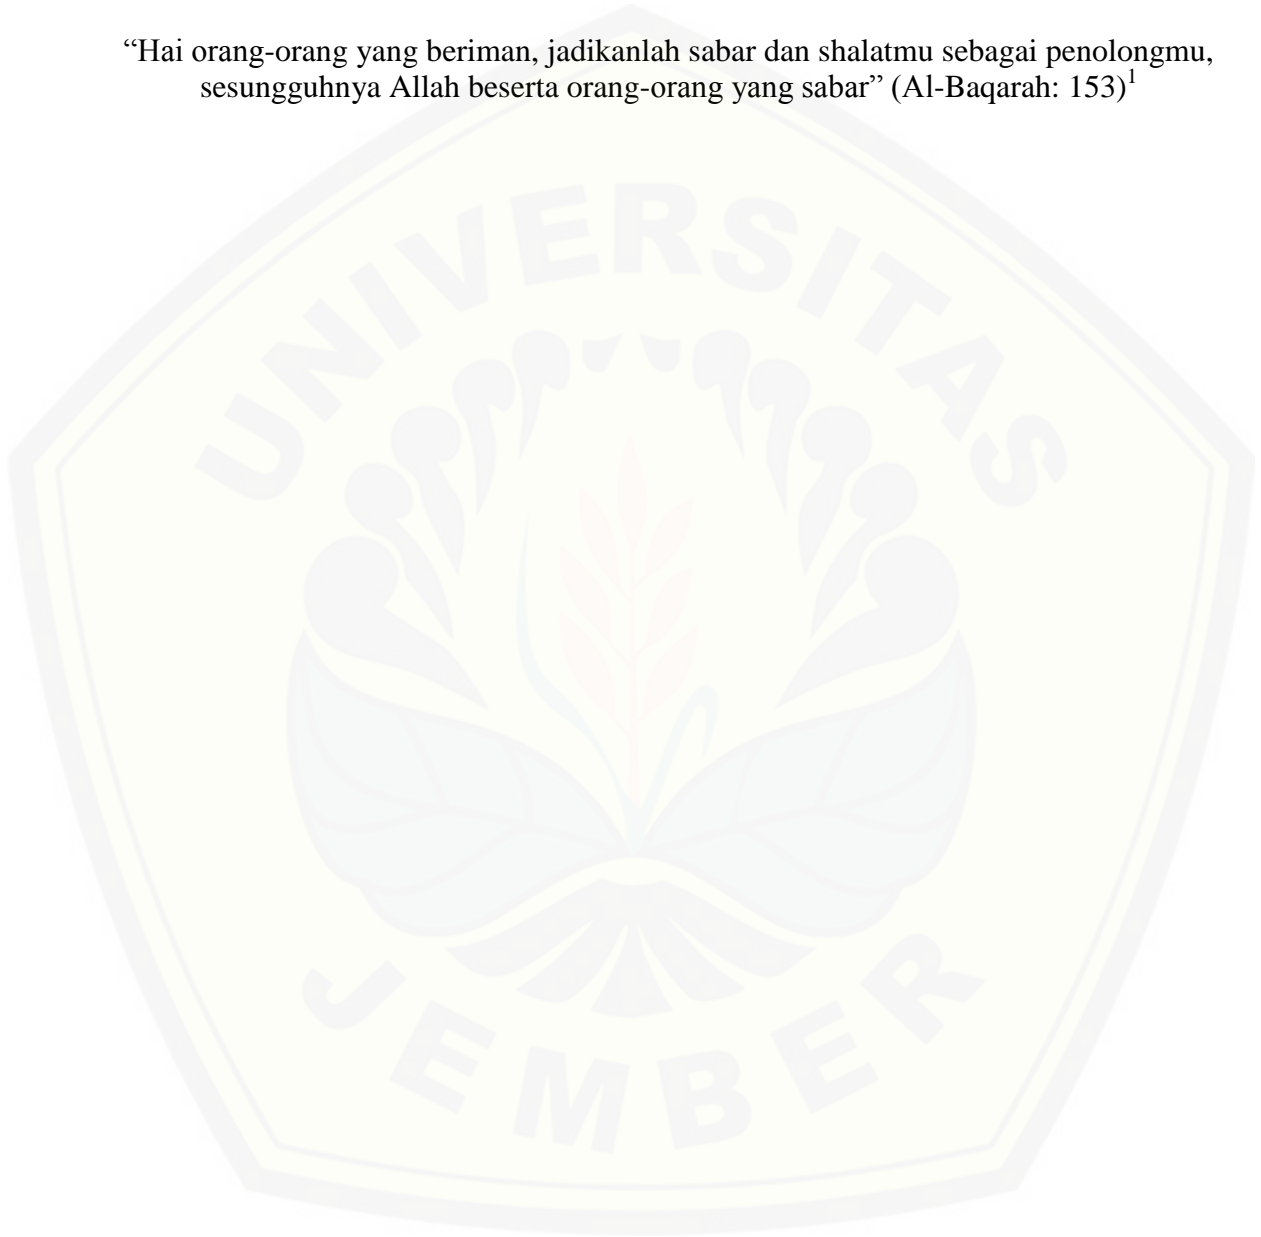 “Hai orang-orang yang beriman, jadikanlah sabar dan shalatmu sebagai penolongmu,
sesungguhnya Allah beserta orang-orang yang sabar” (Al-Baqarah: 153)¹
UNIVERSITAS
JEMBER